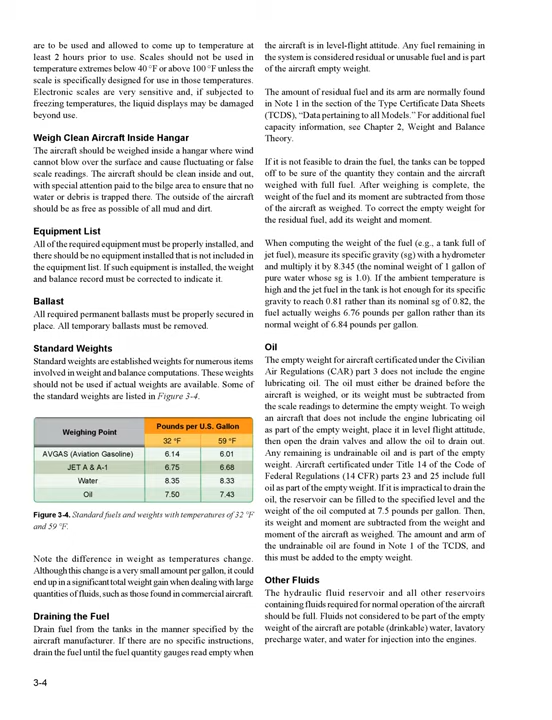 are to be used and allowed to come up to temperature at
least 2 hours prior to use. Scales should not be used in
temperature extremes below 40 °F or above 100 °F unless the
scale is specifically designed for use in those temperatures.
Electronic scales are very sensitive and, if subjected to
freezing temperatures, the liquid displays may be damaged
beyond use.
Weigh Clean Aircraft Inside Hangar
The aircraft should be weighed inside a hangar where wind
cannot blow over the surface and cause fluctuating or false
scale readings. The aircraft should be clean inside and out,
with special attention paid to the bilge area to ensure that no
water or debris is trapped there. The outside of the aircraft
should be as free as possible of all mud and dirt.
Equipment List
All of the required equipment must be properly installed, and
there should be no equipment installed that is not included in
the equipment list. If such equipment is installed, the weight
and balance record must be corrected to indicate it.
Ballast
All required permanent ballasts must be properly secured in
place. All temporary ballasts must be removed.
Standard Weights
Standard weights are established weights for numerous items
involved in weight and balance computations. These weights
should not be used if actual weights are available. Some of
the standard weights are listed in Figure 3-4.
Weighing Point
Pounds per U.S. Gallon
32 °F 59 °F
AVGAS (Aviation Gasoline) 6.14 6.01
JET A & A-1 6.75 6.68
Water 8.35 8.33
Oil 7.50 7.43
Figure 3-4. Standard fuels and weights with temperatures of 32 °F
and 59 °F.
Note the difference in weight as temperatures change.
Although this change is a very small amount per gallon, it could
end up in a significant total weight gain when dealing with large
quantities of fluids, such as those found in commercial aircraft.
Draining the Fuel
Drain fuel from the tanks in the manner specified by the
aircraft manufacturer. If there are no specific instructions,
drain the fuel until the fuel quantity gauges read empty when
the aircraft is in level-flight attitude. Any fuel remaining in
the system is considered residual or unusable fuel and is part
of the aircraft empty weight.
The amount of residual fuel and its arm are normally found
in Note 1 in the section of the Type Certificate Data Sheets
(TCDS), “Data pertaining to all Models.” For additional fuel
capacity information, see Chapter 2, Weight and Balance
Theory.
If it is not feasible to drain the fuel, the tanks can be topped
off to be sure of the quantity they contain and the aircraft
weighed with full fuel. After weighing is complete, the
weight of the fuel and its moment are subtracted from those
of the aircraft as weighed. To correct the empty weight for
the residual fuel, add its weight and moment.
When computing the weight of the fuel (e.g., a tank full of
jet fuel), measure its specific gravity (sg) with a hydrometer
and multiply it by 8.345 (the nominal weight of 1 gallon of
pure water whose sg is 1.0). If the ambient temperature is
high and the jet fuel in the tank is hot enough for its specific
gravity to reach 0.81 rather than its nominal sg of 0.82, the
fuel actually weighs 6.76 pounds per gallon rather than its
normal weight of 6.84 pounds per gallon.
Oil
The empty weight for aircraft certificated under the Civilian
Air Regulations (CAR) part 3 does not include the engine
lubricating oil. The oil must either be drained before the
aircraft is weighed, or its weight must be subtracted from
the scale readings to determine the empty weight. To weigh
an aircraft that does not include the engine lubricating oil
as part of the empty weight, place it in level flight attitude,
then open the drain valves and allow the oil to drain out.
Any remaining is undrainable oil and is part of the empty
weight. Aircraft certificated under Title 14 of the Code of
Federal Regulations (14 CFR) parts 23 and 25 include full
oil as part of the empty weight. If it is impractical to drain the
oil, the reservoir can be filled to the specified level and the
weight of the oil computed at 7.5 pounds per gallon. Then,
its weight and moment are subtracted from the weight and
moment of the aircraft as weighed. The amount and arm of
the undrainable oil are found in Note 1 of the TCDS, and
this must be added to the empty weight.
Other Fluids
The hydraulic fluid reservoir and all other reservoirs
containing fluids required for normal operation of the aircraft
should be full. Fluids not considered to be part of the empty
weight of the aircraft are potable (drinkable) water, lavatory
precharge water, and water for injection into the engines.
3-4